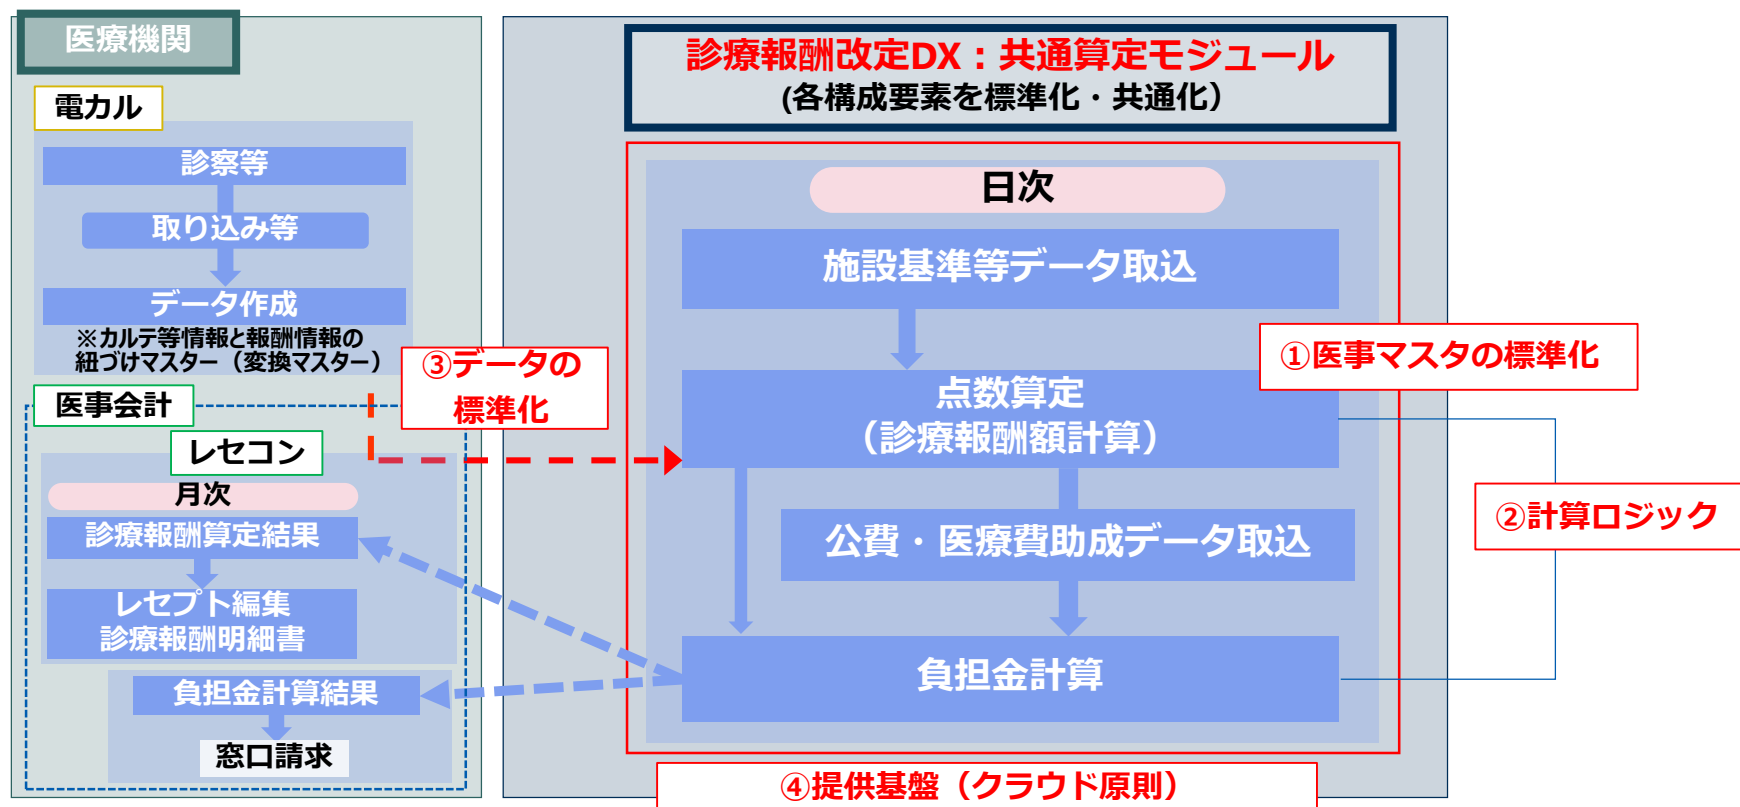 医療機関
電カル
診察等
取り込み等
データ作成
※カルテ等情報と報酬情報の
紐づけマスター（変換マスター）
医事会計
レセコン
月次
診療報酬算定結果
レセプト編集
診療報酬明細書
負担金計算結果
窓口請求
③データの
標準化
診療報酬改定DX：共通算定モジュール
(各構成要素を標準化・共通化）
日次
施設基準等データ取込
点数算定
（診療報酬額計算）
公費・医療費助成データ取込
負担金計算
①医事マスタの標準化
②計算ロジック
④提供基盤（クラウド原則）